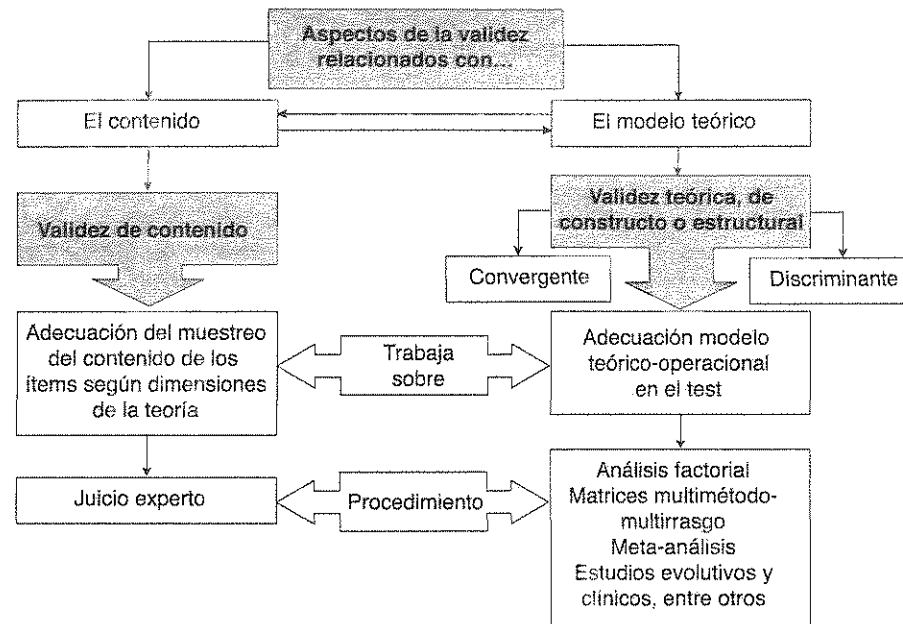 Aspectos de la validez
relacionados con...
El contenido
El modelo teórico
Validez de contenido
Validez teórica, de
constructo o estructural
Convergente
Discriminante
Adecuación del muestreo
del contenido de los
ítems según dimensiones
de la teoría
Trabaja
sobre
Adecuación modelo
teórico-operacional
en el test
Juicio experto
Procedimiento
Análisis factorial
Matrices multimétodo-
multirrasgo
Meta-análisis
Estudios evolutivos y
clínicos, entre otros